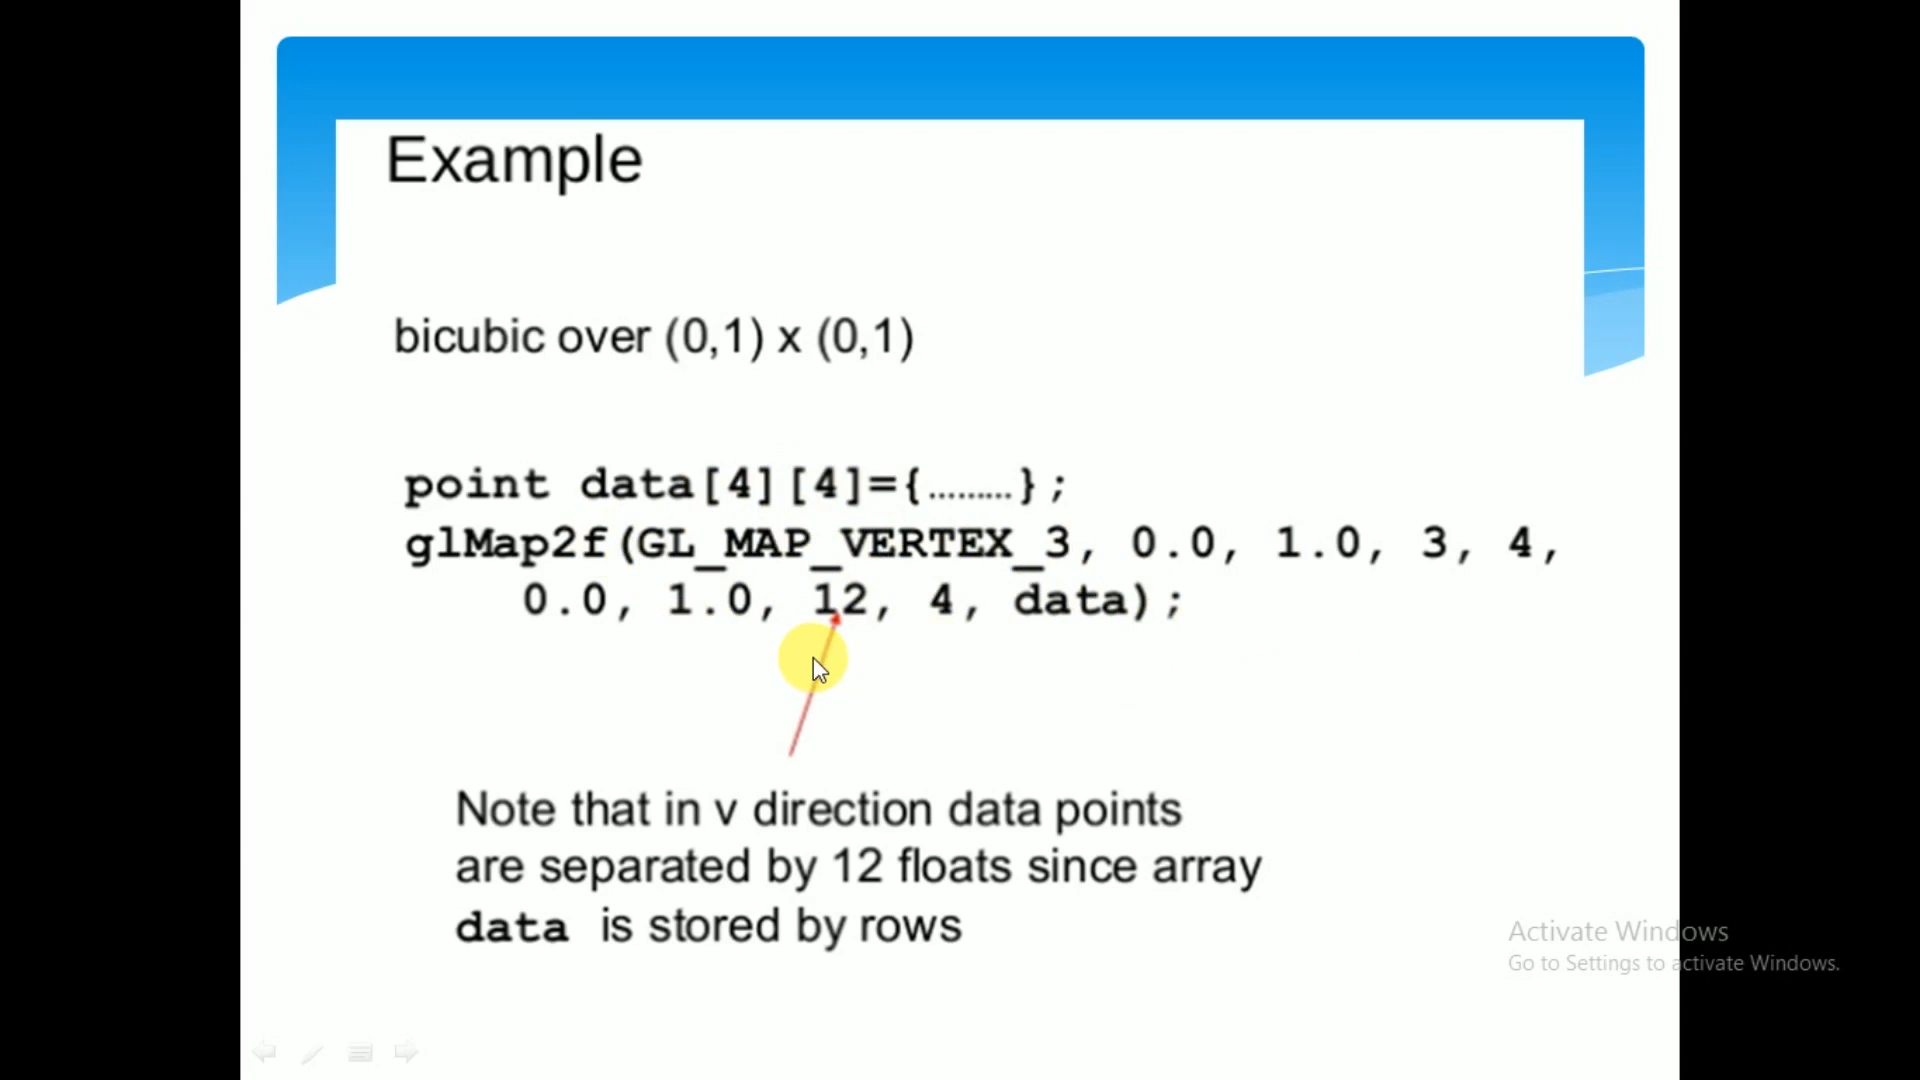 Example
bicubic over (0,1) x (0,1)
point data[4][4]={.........};
glMap2f(GL_MAP_VERTEX_3, 0.0, 1.0, 3, 4,
0.0, 1.0, 12, 4, data);
Note that in v direction data points
are separated by 12 floats since array
data is stored by rows
Activate Windows
Go to Settings to activate Windows.